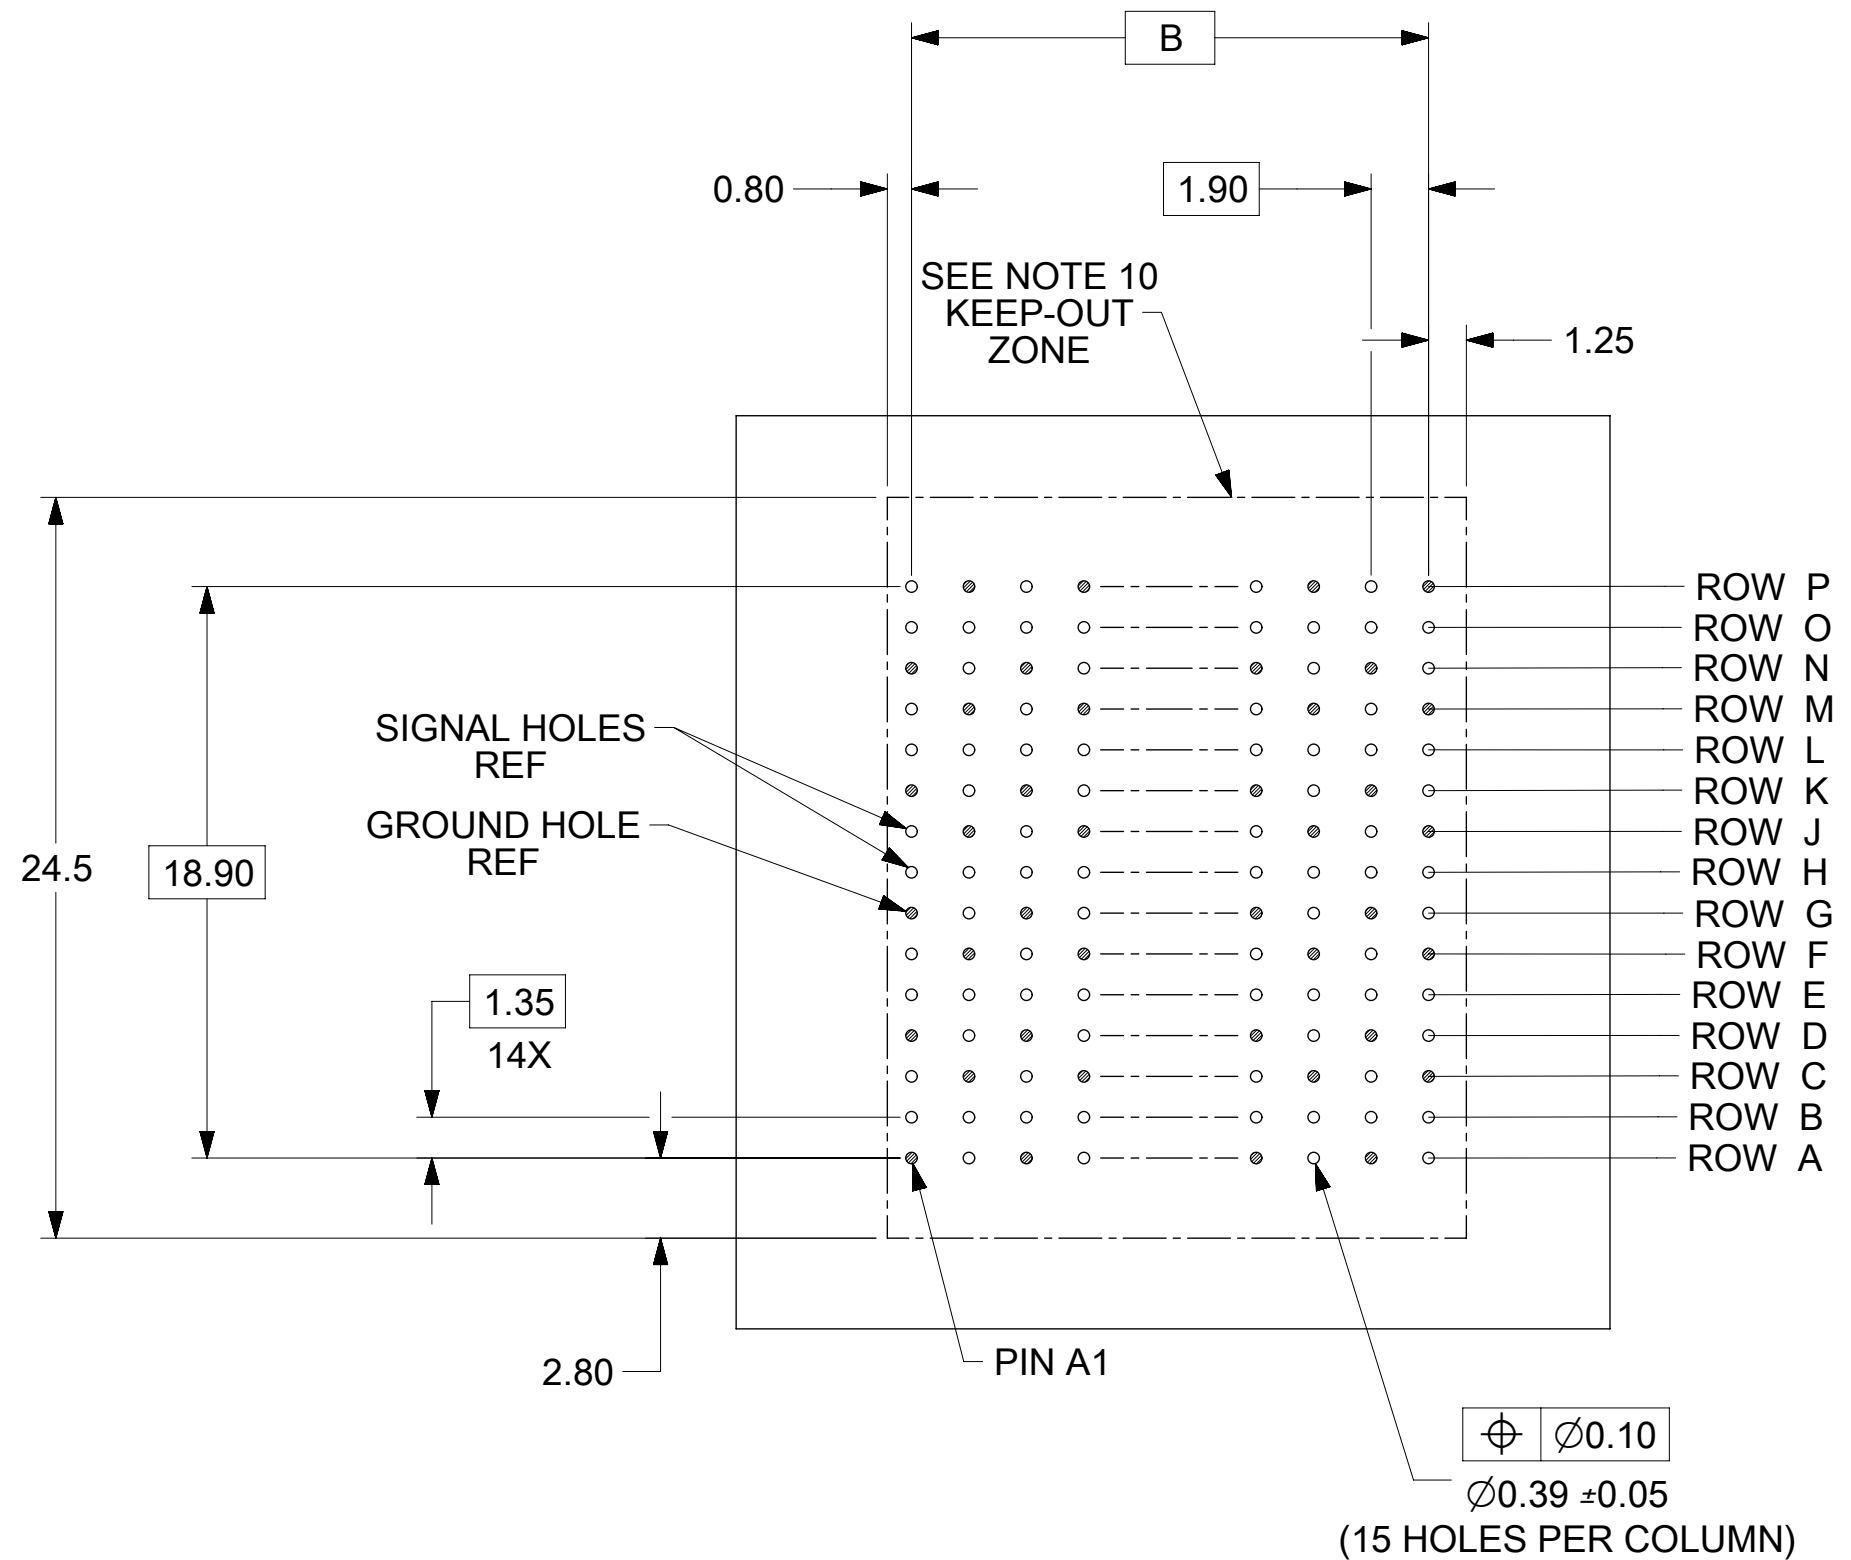 B
0.80
1.90
SEE NOTE 10
KEEP-OUT
ZONE
1.25
ROW P
ROW O
ROW N
ROW M
SIGNAL HOLES
REF
ROW L
ROW K
GROUND HOLE
REF
ROW J
24.5
18.90
ROW H
ROW G
ROW F
1.35
14X
ROW E
ROW D
ROW C
ROW B
ROW A
2.80
PIN A1
⌖ ∅0.10
∅0.39 ±0.05
(15 HOLES PER COLUMN)